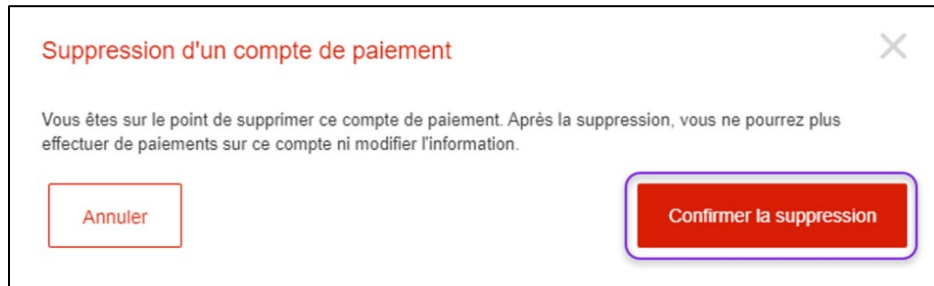 Suppression d'un compte de paiement
Vous êtes sur le point de supprimer ce compte de paiement. Après la suppression, vous ne pourrez plus
effectuer de paiements sur ce compte ni modifier l'information.
Annuler
Confirmer la suppression